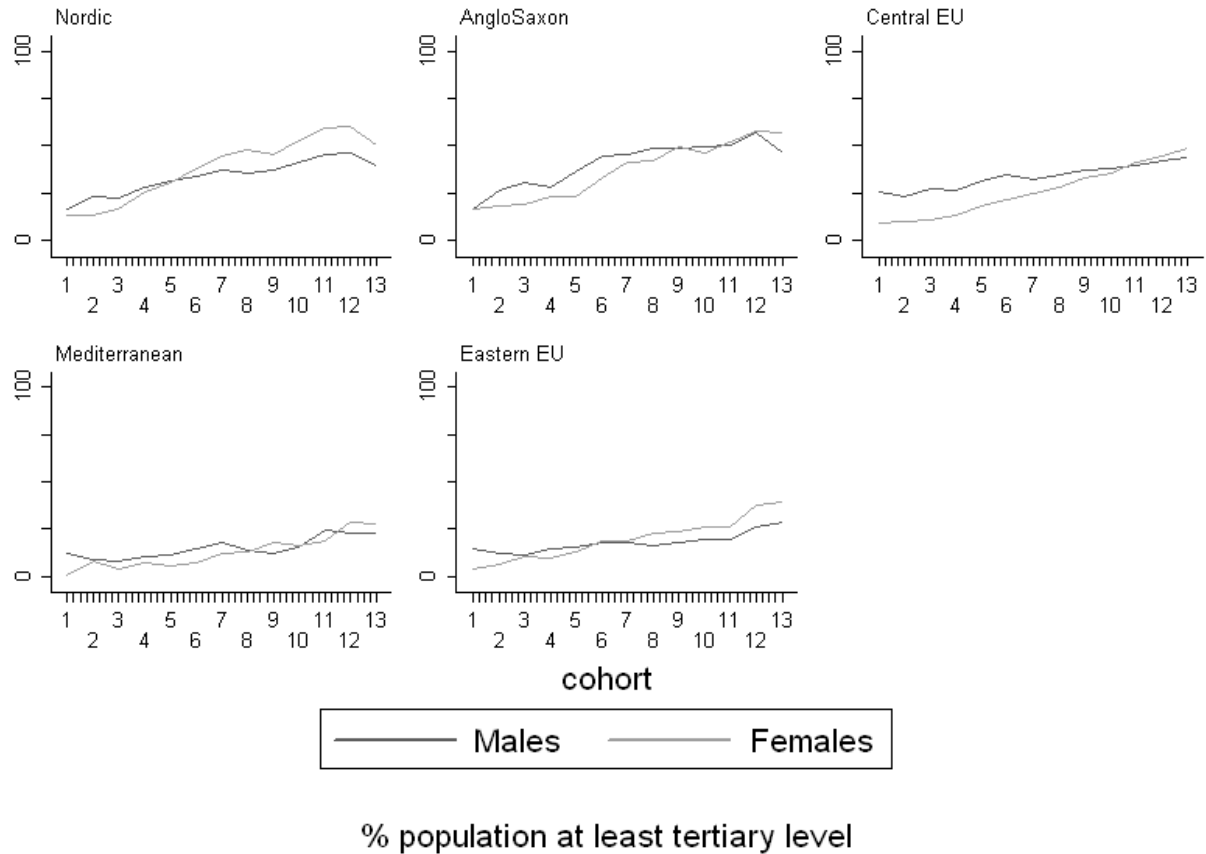 Nordic
AngloSaxon
Central EU
100
0
100
0
100
0
1 3 5 7 9 11 13
2 4 6 8 10 12
1 3 5 7 9 11 13
2 4 6 8 10 12
1 3 5 7 9 11 13
2 4 6 8 10 12
Mediterranean
Eastern EU
100
0
100
0
1 3 5 7 9 11 13
2 4 6 8 10 12
1 3 5 7 9 11 13
2 4 6 8 10 12
cohort
Males
Females
% population at least tertiary level